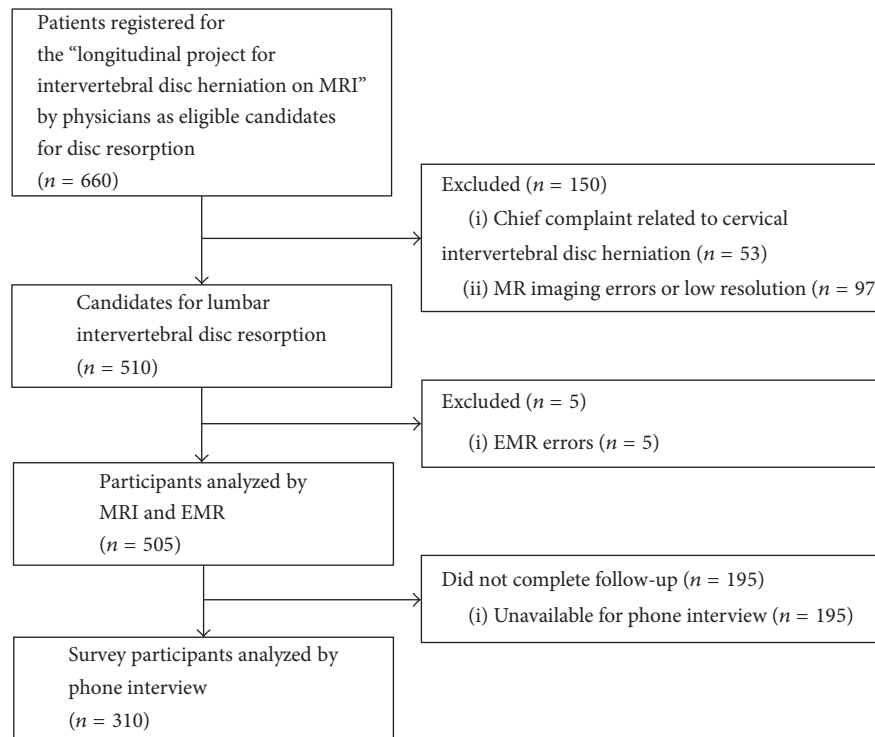 Patients registered for
the “longitudinal project for
intervertebral disc herniation on MRI”
by physicians as eligible candidates
for disc resorption
(n = 660)
Excluded (n = 150)
(i) Chief complaint related to cervical
intervertebral disc herniation (n = 53)
(ii) MR imaging errors or low resolution (n = 97
Candidates for lumbar
intervertebral disc resorption
(n = 510)
Excluded (n = 5)
(i) EMR errors (n = 5)
Participants analyzed by
MRI and EMR
(n = 505)
Did not complete follow-up (n = 195)
(i) Unavailable for phone interview (n = 195)
Survey participants analyzed by
phone interview
(n = 310)